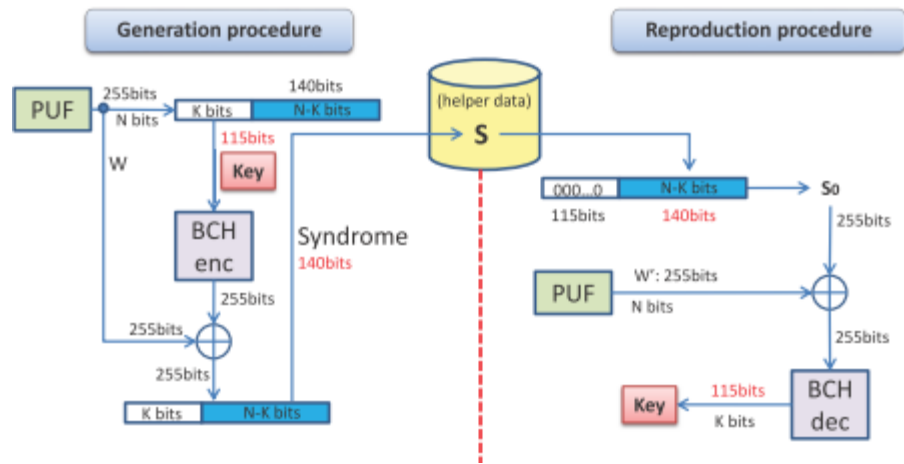 Generation procedure
Reproduction procedure
PUF
255bits
N bits
140bits
K bits
N-K bits
W
115bits
Key
BCH
enc
Syndrome
140bits
255bits
255bits
255bits
K bits
N-K bits
(helper data)
S
000...0
N-K bits
So
115bits
140bits
255bits
PUF
W": 255bits
N bits
255bits
Key
115bits
K bits
BCH
dec